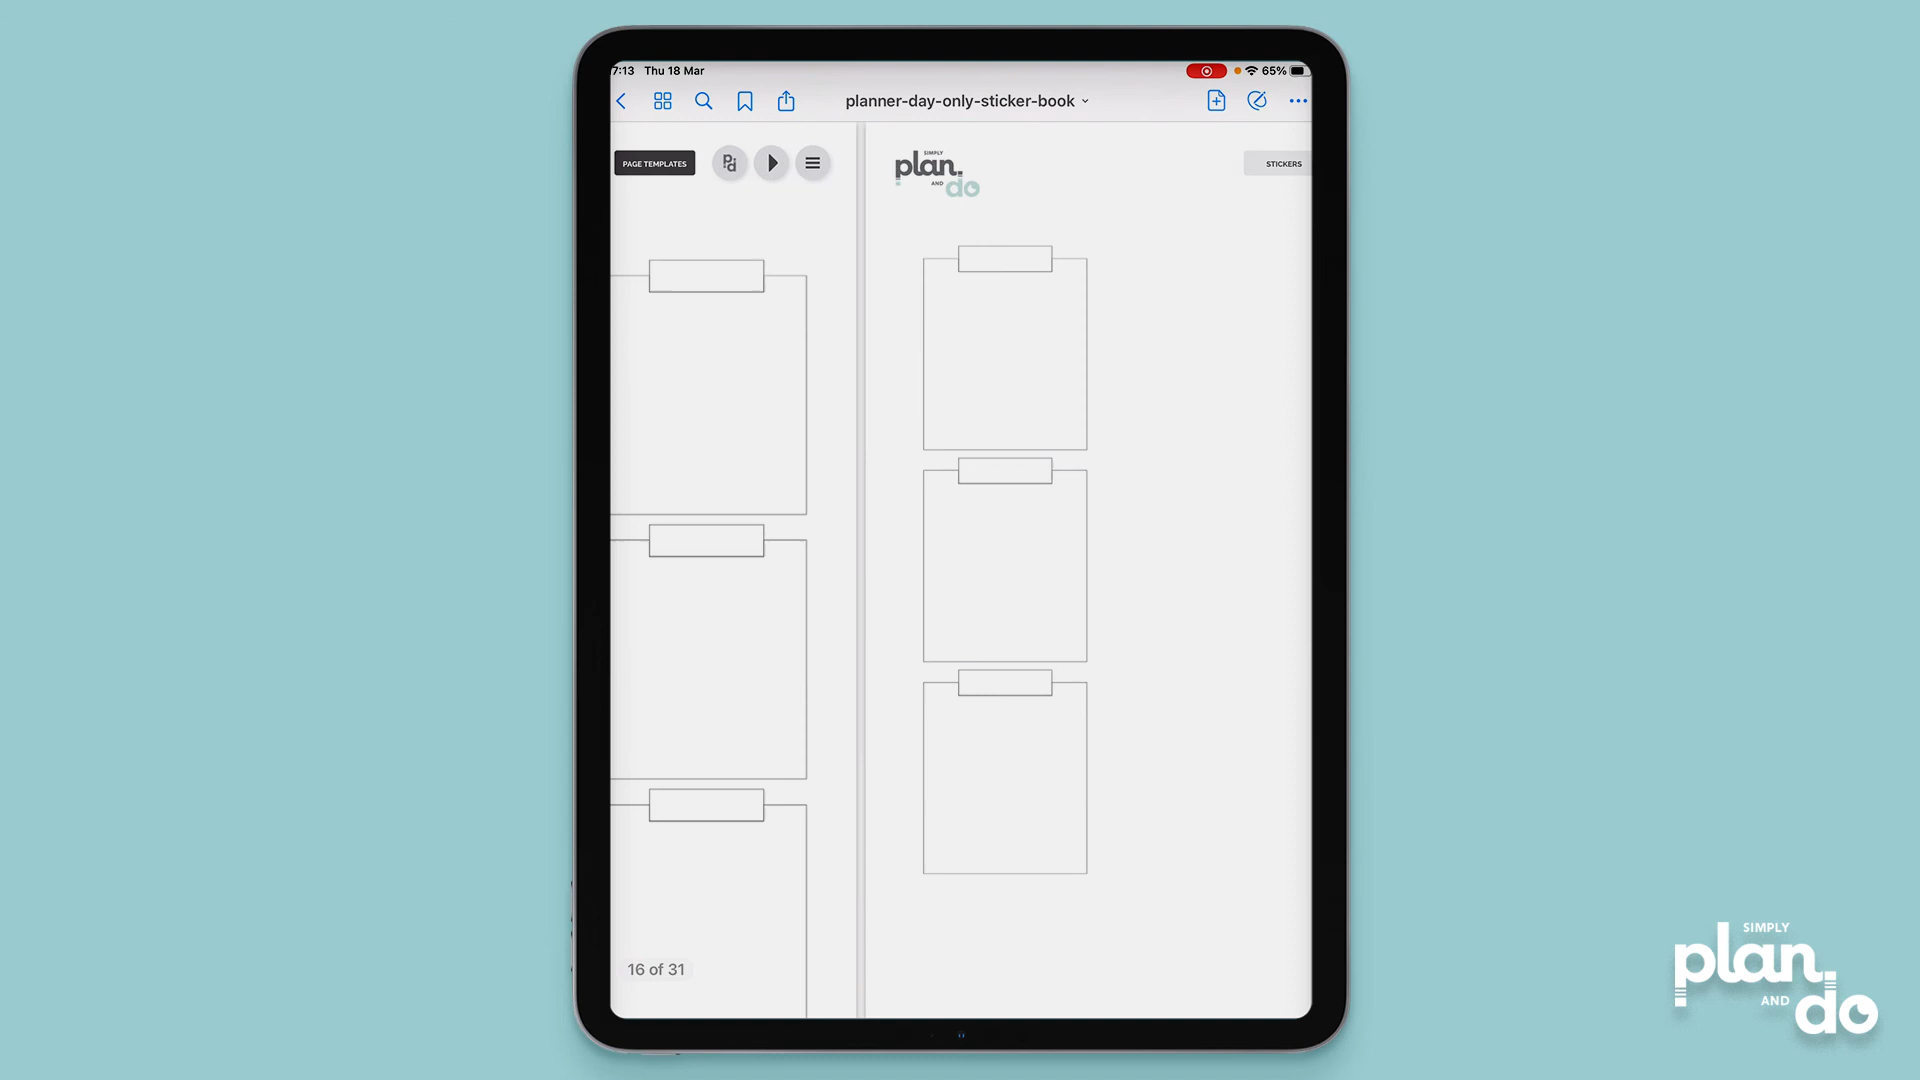 7:13 Thu 18 Mar 65%
planner-day-only-sticker-book
PAGE TEMPLATES
SIMPLY
plan.
AND do
STICKERS
16 of 31
SIMPLY
plan.
AND do